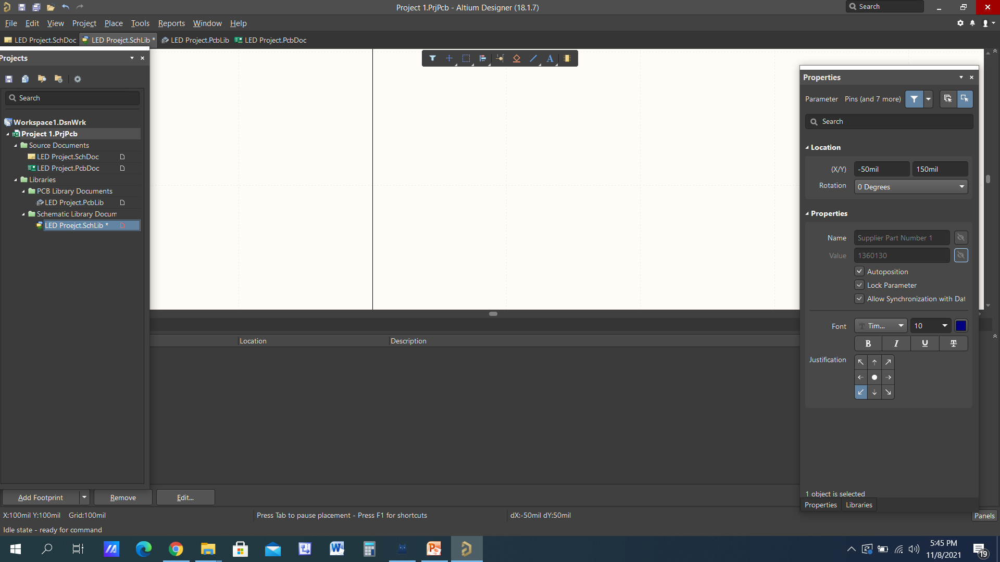 Project 1.PrjPcb - Altium Designer (18.1.7)
Search
File Edit View Project Place Tools Reports Window Help
LED Project.SchDoc LED Proejct.SchLib * LED Project.PcbLib LED Project.PcbDoc
Projects
Search
Workspace1.DsnWrk
Project 1.PrjPcb
Source Documents
LED Project.SchDoc
LED Project.PcbDoc
Libraries
PCB Library Documents
LED Project.PcbLib
Schematic Library Docum
LED Proejct.SchLib *
A
Properties
Parameter Pins (and 7 more)
Search
Location
(X/Y) -50mil 150mil
Rotation 0 Degrees
Properties
Name Supplier Part Number 1
Value 1360130
Autoposition
Lock Parameter
Allow Synchronization with Dat
Font T Tim... 10
B I U T
Justification
1 object is selected
Properties Libraries
Location Description
Add Footprint Remove Edit...
X:100mil Y:100mil Grid:100mil Press Tab to pause placement - Press F1 for shortcuts dX:-50mil dY:50mil Panels
Idle state - ready for command
5:45 PM
11/8/2021
19